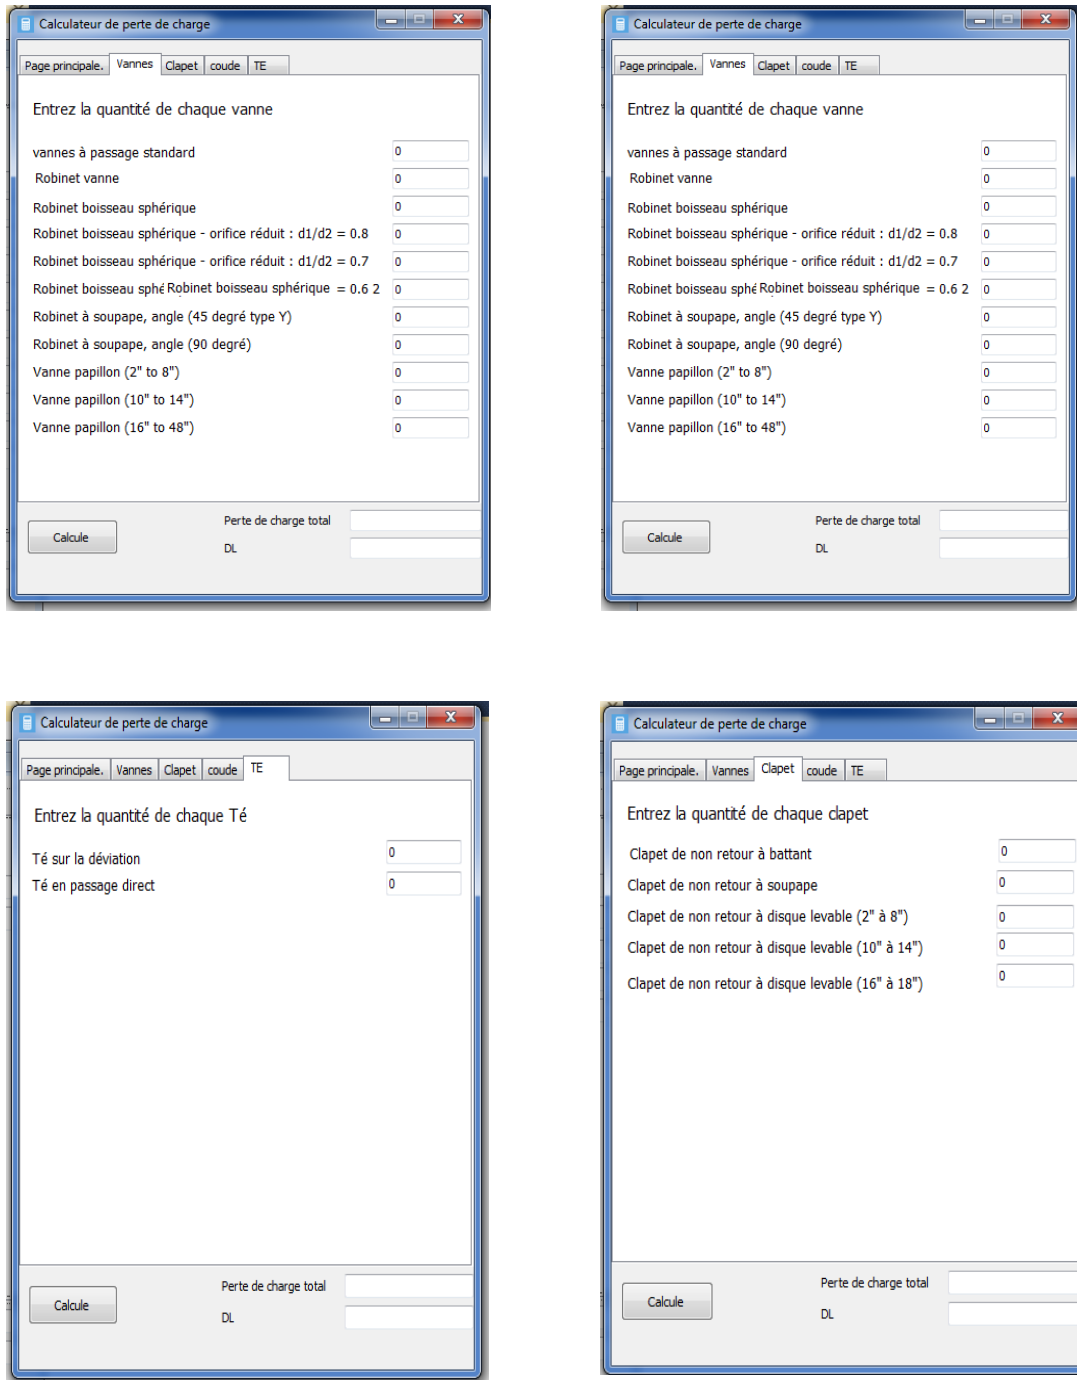 Calculateur de perte de charge
Page principale. Vannes Clapet coude TE
Entrez la quantité de chaque vanne
vannes à passage standard 0
Robinet vanne 0
Robinet boisseau sphérique 0
Robinet boisseau sphérique - orifice réduit : d1/d2 = 0.8 0
Robinet boisseau sphérique - orifice réduit : d1/d2 = 0.7 0
Robinet boisseau sphé Robinet boisseau sphérique = 0.6 2 0
Robinet à soupape, angle (45 degré type Y) 0
Robinet à soupape, angle (90 degré) 0
Vanne papillon (2" to 8") 0
Vanne papillon (10" to 14") 0
Vanne papillon (16" to 48") 0
Perte de charge total
Calcule
DL
Calculateur de perte de charge
Page principale. Vannes Clapet coude TE
Entrez la quantité de chaque vanne
vannes à passage standard 0
Robinet vanne 0
Robinet boisseau sphérique 0
Robinet boisseau sphérique - orifice réduit : d1/d2 = 0.8 0
Robinet boisseau sphérique - orifice réduit : d1/d2 = 0.7 0
Robinet boisseau sphé Robinet boisseau sphérique = 0.6 2 0
Robinet à soupape, angle (45 degré type Y) 0
Robinet à soupape, angle (90 degré) 0
Vanne papillon (2" to 8") 0
Vanne papillon (10" to 14") 0
Vanne papillon (16" to 48") 0
Perte de charge total
Calcule
DL
Calculateur de perte de charge
Page principale. Vannes Clapet coude TE
Entrez la quantité de chaque Té
Té sur la déviation 0
Té en passage direct 0
Perte de charge total
Calcule
DL
Calculateur de perte de charge
Page principale. Vannes Clapet coude TE
Entrez la quantité de chaque clapet
Clapet de non retour à battant 0
Clapet de non retour à soupape 0
Clapet de non retour à disque levable (2" à 8") 0
Clapet de non retour à disque levable (10" à 14") 0
Clapet de non retour à disque levable (16" à 18") 0
Perte de charge total
Calcule
DL